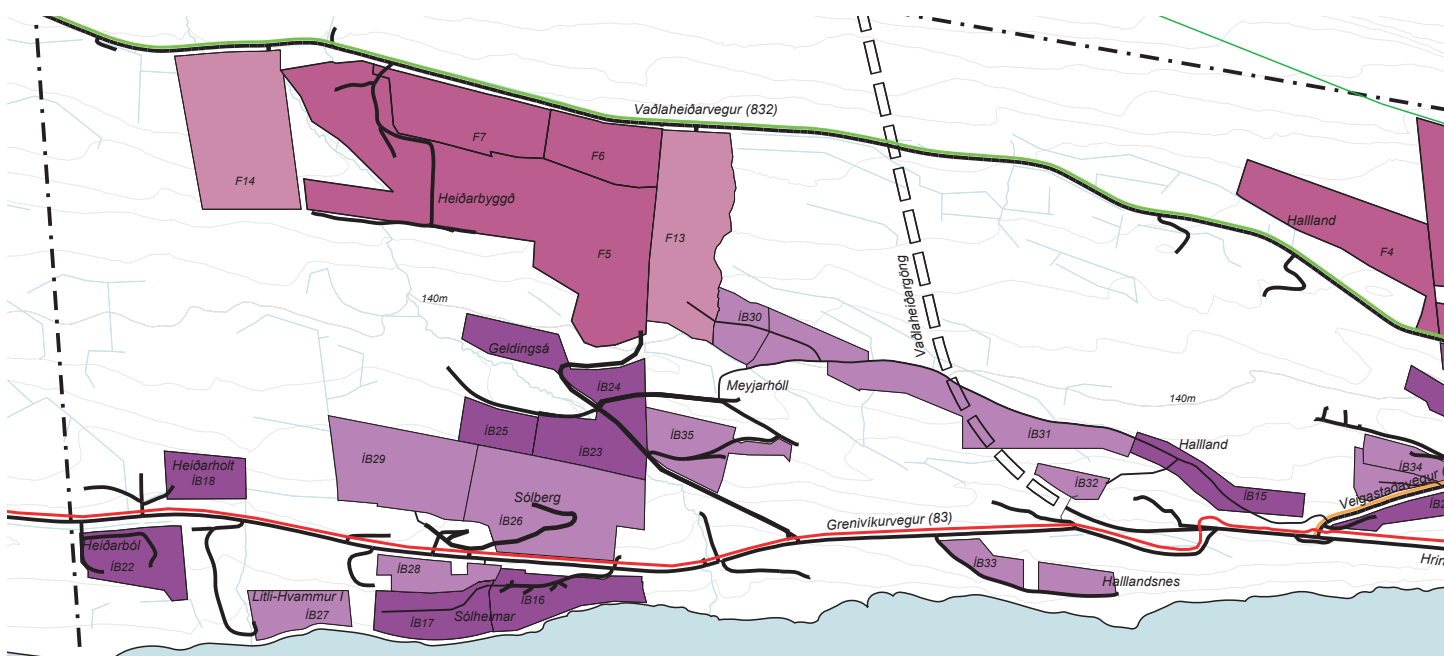 Vaðlaheiðarvegur (832)
F7
F6
F14
Heiðarbyggð
F13
F5
Hallland
F4
Vaðlaheiðargöng
140m
ÍB30
Geldingsá
ÍB24
Meyjarhóll
140m
ÍB25
ÍB23
ÍB35
ÍB31
Hallland
ÍB29
Heiðarholt
ÍB18
ÍB34
ÍB32
ÍB15
Sólberg
ÍB26
Veigastaðavegur
Grenivíkurvegur (83)
Heiðarból
ÍB22
ÍB28
ÍB33
Halllandsnes
Litli-Hvammur I
ÍB27
ÍB16
ÍB17
Sólheimar